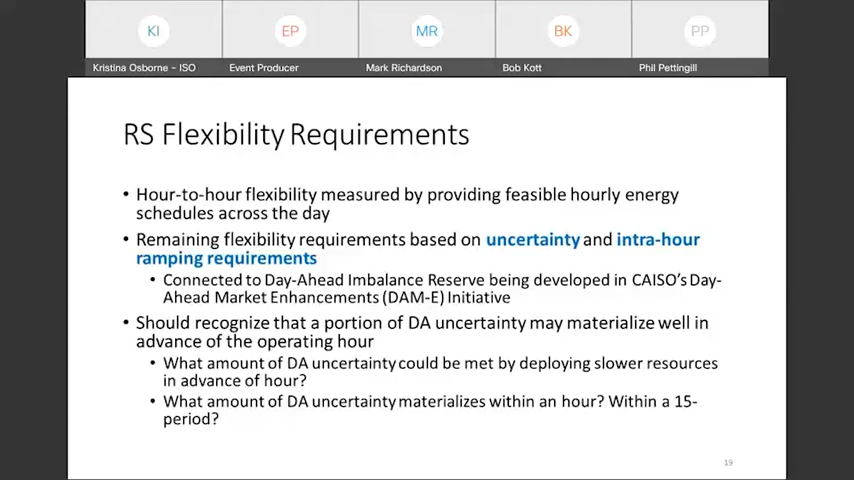 KI
EP
MR
BK
PP
Kristina Osborne - ISO
Event Producer
Mark Richardson
Bob Kott
Phil Pettingill
RS Flexibility Requirements
• Hour-to-hour flexibility measured by providing feasible hourly energy
schedules across the day
• Remaining flexibility requirements based on uncertainty and intra-hour
ramping requirements
• Connected to Day-Ahead Imbalance Reserve being developed in CAISO's Day-
Ahead Market Enhancements (DAM-E) Initiative
• Should recognize that a portion of DA uncertainty may materialize well in
advance of the operating hour
• What amount of DA uncertainty could be met by deploying slower resources
in advance of hour?
• What amount of DA uncertainty materializes within an hour? Within a 15-
period?
19